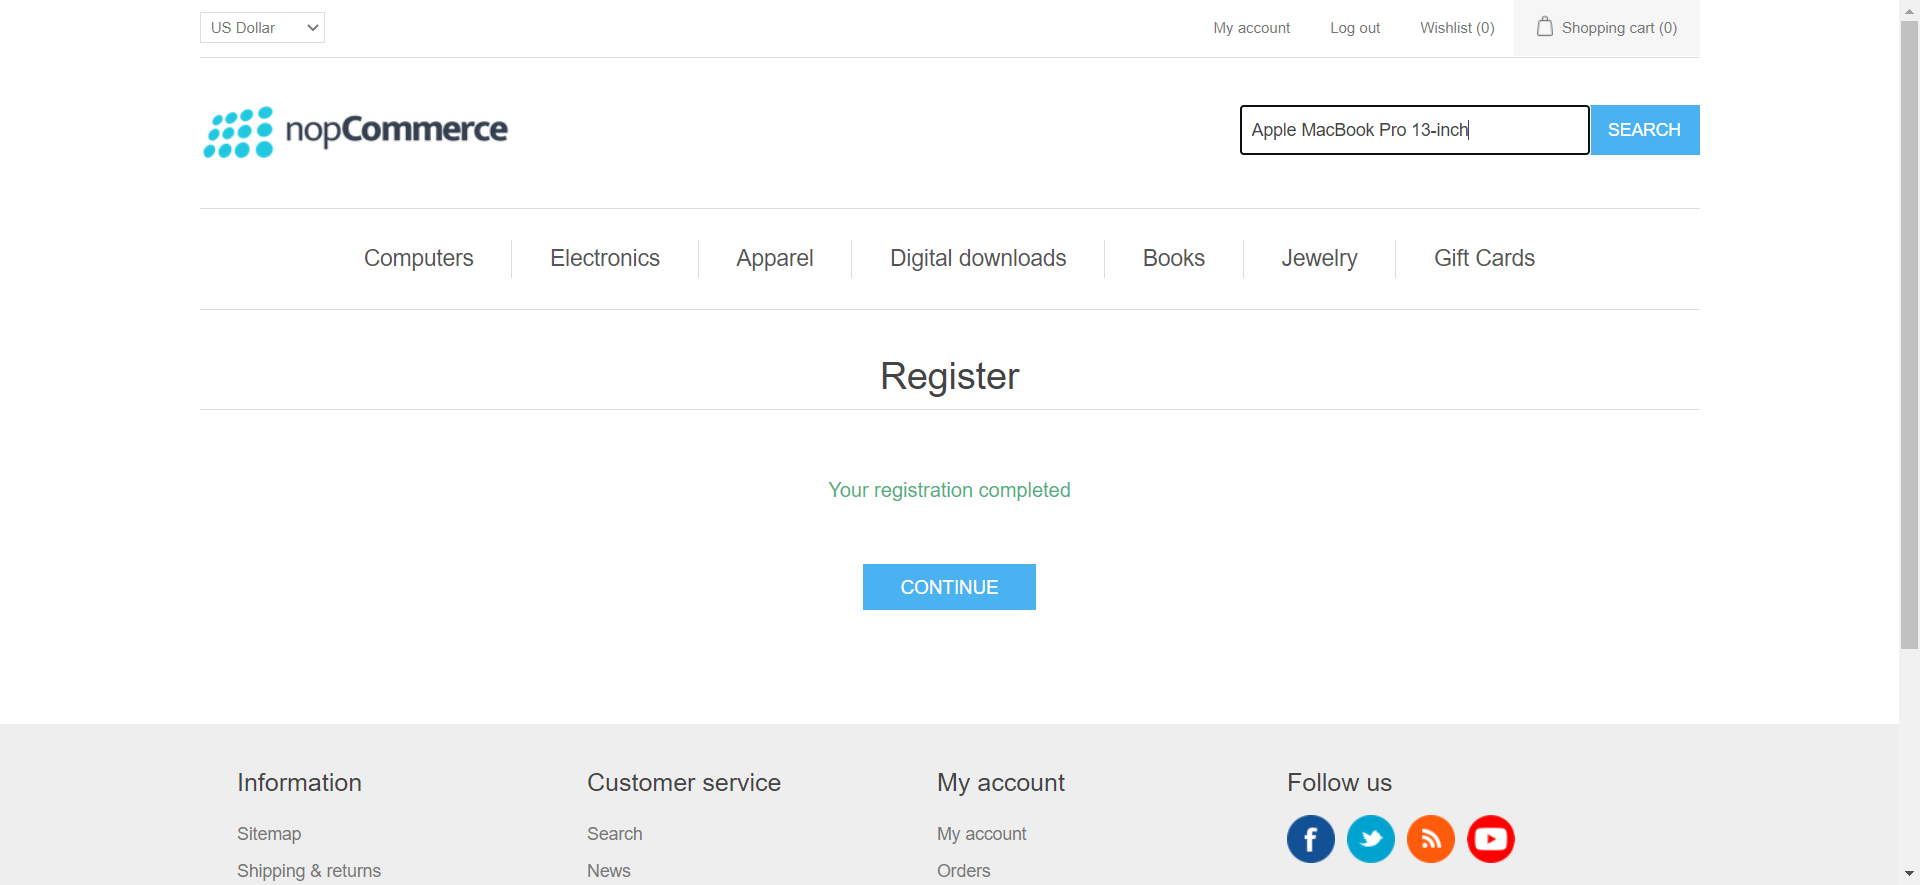 US Dollar
My account
Log out
Wishlist (0)
Shopping cart (0)
nopCommerce
Apple MacBook Pro 13-inch
SEARCH
Computers
Electronics
Apparel
Digital downloads
Books
Jewelry
Gift Cards
Register
Your registration completed
CONTINUE
Information
Customer service
My account
Follow us
Sitemap
Search
My account
Shipping & returns
News
Orders